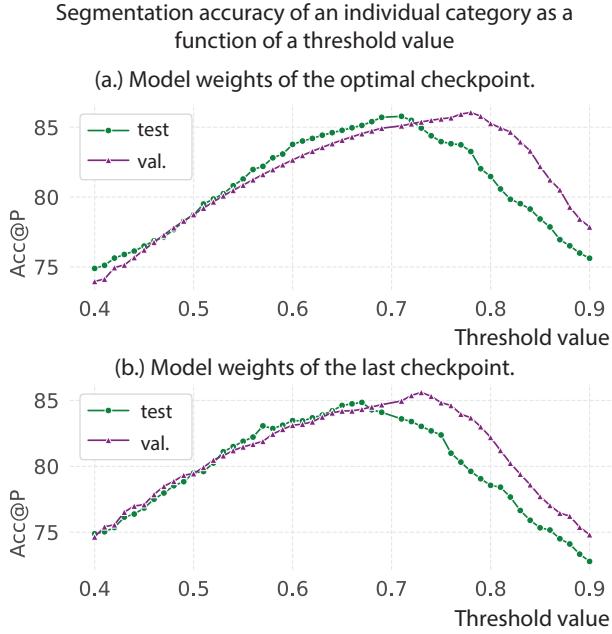 Segmentation accuracy of an individual category as a
function of a threshold value
(a.) Model weights of the optimal checkpoint.
85
80
75
Acc@P
test
val.
0.4 0.5 0.6 0.7 0.8 0.9
Threshold value
(b.) Model weights of the last checkpoint.
85
80
75
Acc@P
test
val.
0.4 0.5 0.6 0.7 0.8 0.9
Threshold value